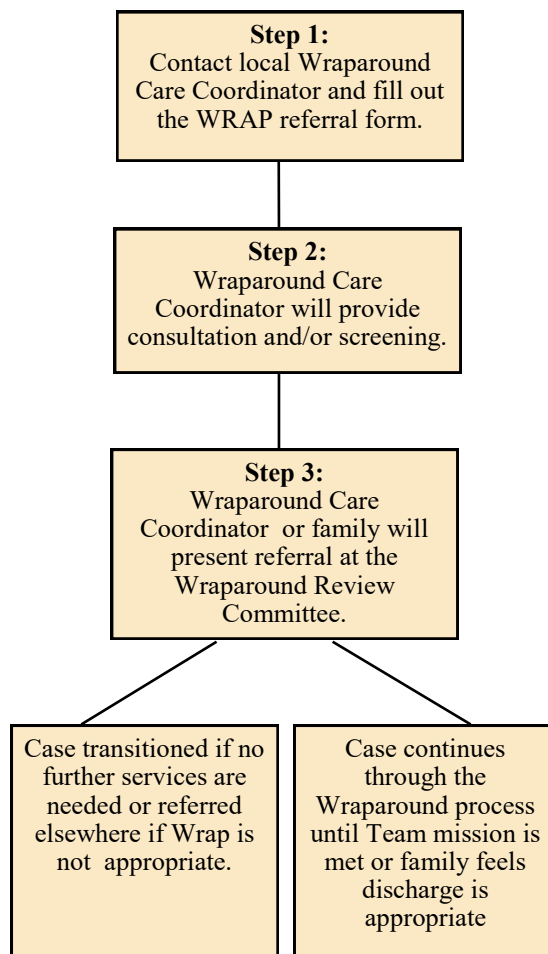 Step 1:
Contact local Wraparound
Care Coordinator and fill out
the WRAP referral form.
Step 2:
Wraparound Care
Coordinator will provide
consultation and/or screening.
Step 3:
Wraparound Care
Coordinator or family will
present referral at the
Wraparound Review
Committee.
Case transitioned if no
further services are
needed or referred
elsewhere if Wrap is
not appropriate.
Case continues
through the
Wraparound process
until Team mission is
met or family feels
discharge is
appropriate